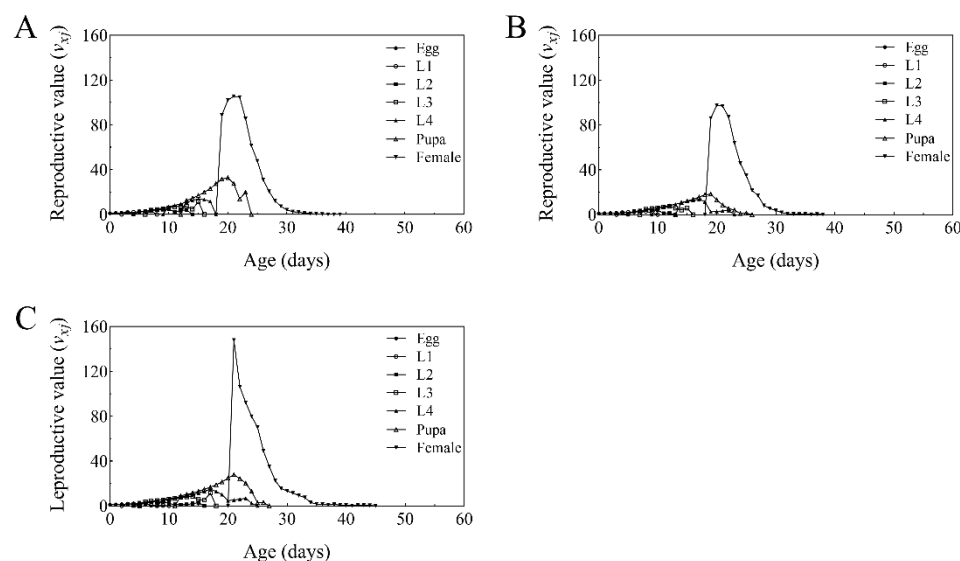 A
Reproductive value (vxj)
160
120
80
40
0
0 10 20 30 40 50 60
Age (days)
Egg
L1
L2
L3
L4
Pupa
Female
B
Reproductive value (vxj)
160
120
80
40
0
0 10 20 30 40 50 60
Age (days)
Egg
L1
L2
L3
L4
Pupa
Female
C
Leproductive value (vxj)
160
120
80
40
0
0 10 20 30 40 50 60
Age (days)
Egg
L1
L2
L3
L4
Pupa
Female